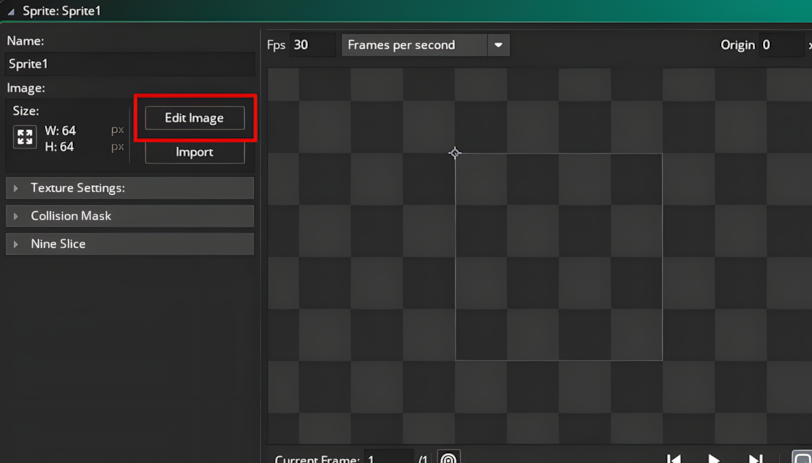 Sprite: Sprite1
Name:
Sprite1
Image:
Size:
W: 64 px
H: 64 px
Edit Image
Import
Texture Settings:
Collision Mask
Nine Slice
Fps 30 Frames per second
Origin 0 x
Current Frame: 1 /1